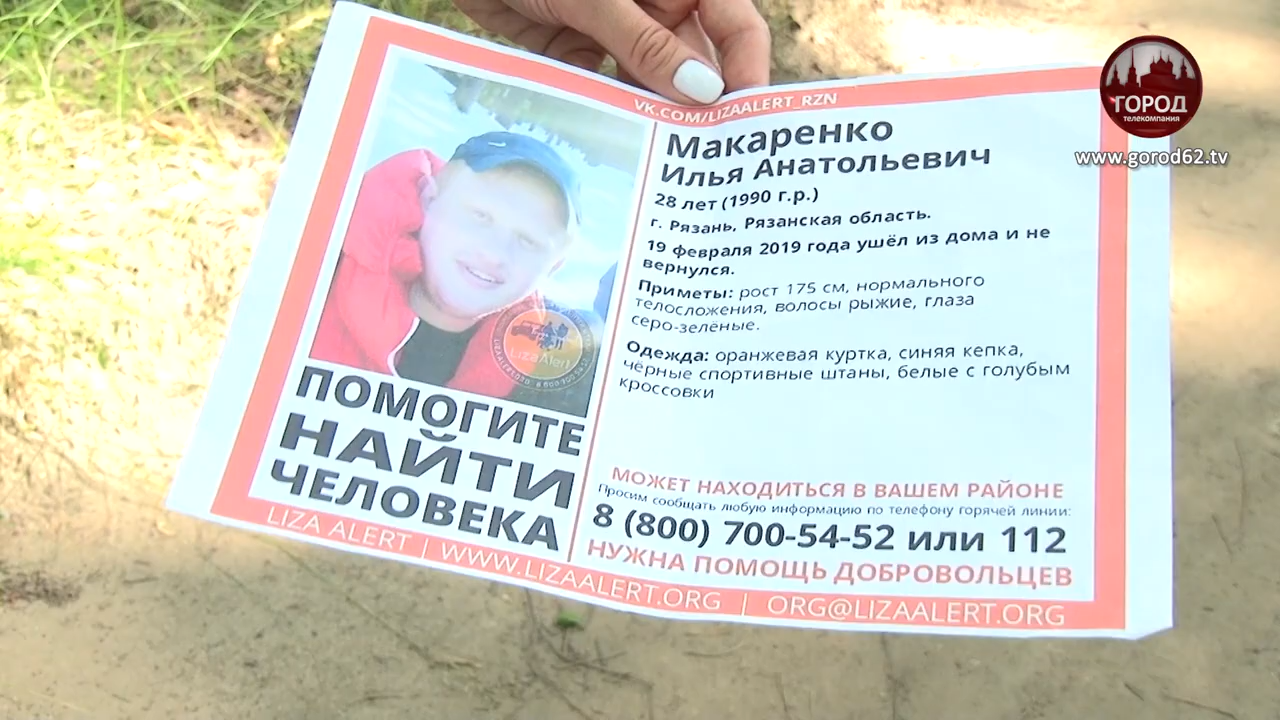 VK.COM/LIZAALERT_RZN
Макаренко
Илья Анатольевич
28 лет (1990 г.р.)
г. Рязань, Рязанская область.
19 февраля 2019 года ушёл из дома и не
вернулся.
Приметы: рост 175 см, нормального
телосложения, волосы рыжие, глаза
серо-зелёные.
Одежда: оранжевая куртка, синяя кепка,
чёрные спортивные штаны, белые с голубым
кроссовки
Liza Alert
ПОМОГИТЕ
НАЙТИ
ЧЕЛОВЕКА
МОЖЕТ НАХОДИТЬСЯ В ВАШЕМ РАЙОНЕ
Просим сообщать любую информацию по телефону горячей линии:
8 (800) 700-54-52 или 112
НУЖНА ПОМОЩЬ ДОБРОВОЛЬЦЕВ
LIZA ALERT | WWW.LIZAALERT.ORG | ORG@LIZAALERT.ORG
ГОРОД
телекомпания
www.gorod62.tv